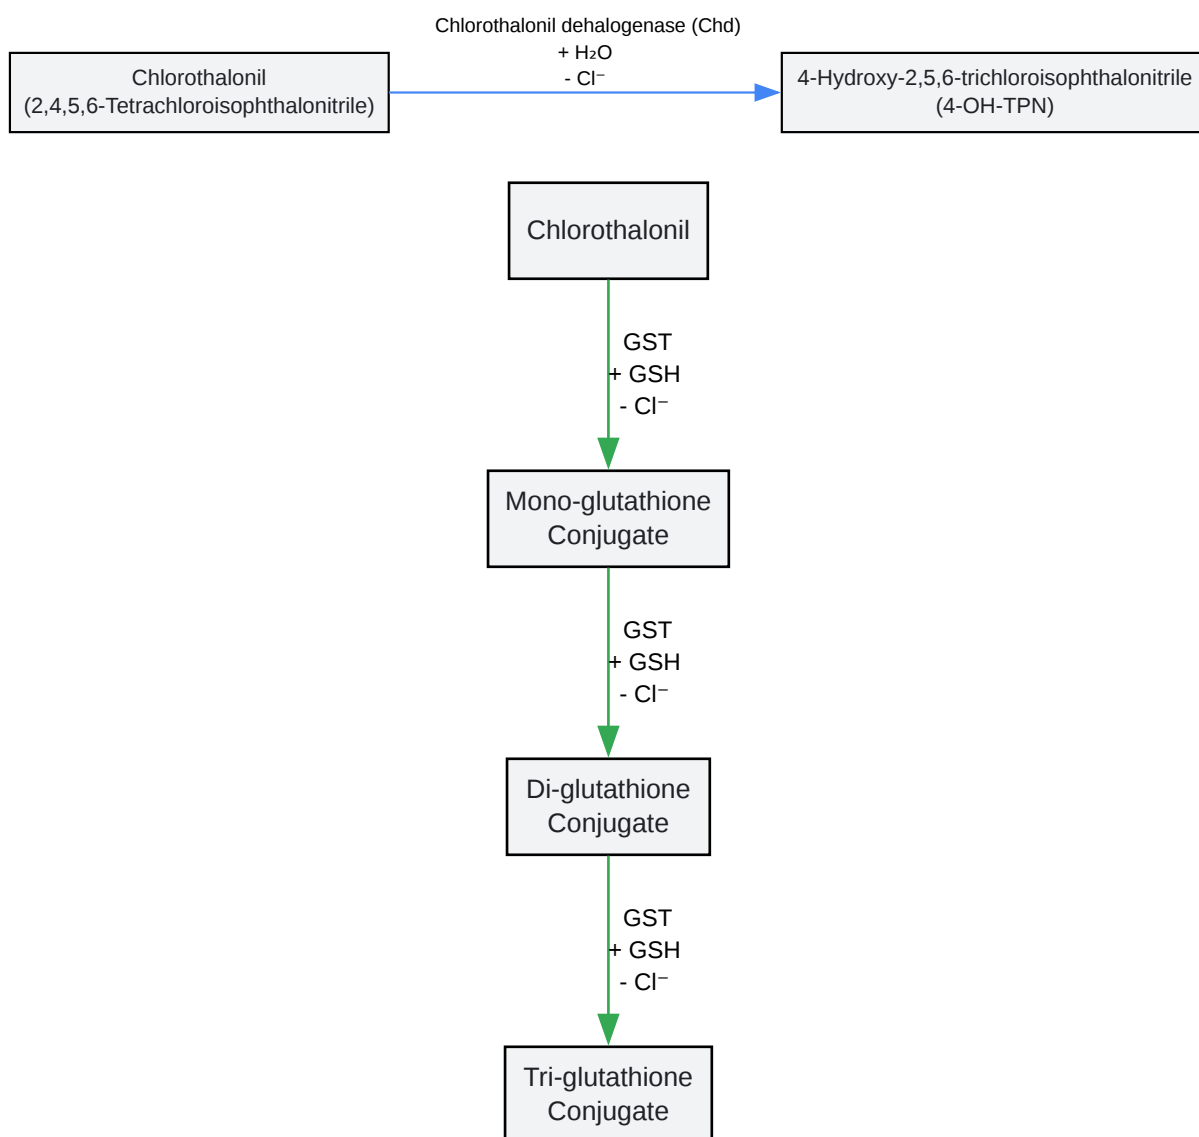 Chlorothalonil dehalogenase (Chd)
+ H₂O
- Cl⁻
Chlorothalonil
(2,4,5,6-Tetrachloroisophthalonitrile)
4-Hydroxy-2,5,6-trichloroisophthalonitrile
(4-OH-TPN)
Chlorothalonil
GST
+ GSH
- Cl⁻
Mono-glutathione
Conjugate
GST
+ GSH
- Cl⁻
Di-glutathione
Conjugate
GST
+ GSH
- Cl⁻
Tri-glutathione
Conjugate